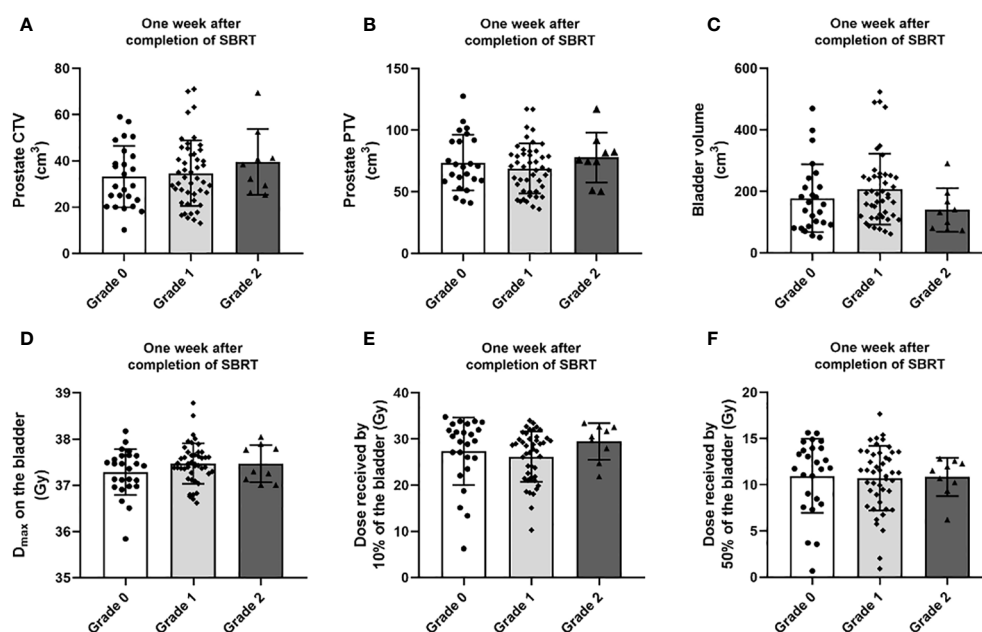 A
One week after
completion of SBRT
Prostate CTV
(cm³)
80
60
40
20
0
Grade 0
Grade 1
Grade 2
B
One week after
completion of SBRT
Prostate PTV
(cm³)
150
100
50
0
Grade 0
Grade 1
Grade 2
C
One week after
completion of SBRT
Bladder volume
(cm³)
600
400
200
0
Grade 0
Grade 1
Grade 2
D
One week after
completion of SBRT
Dmax on the bladder
(Gy)
39
38
37
36
35
Grade 0
Grade 1
Grade 2
E
One week after
completion of SBRT
Dose received by
10% of the bladder (Gy)
40
30
20
10
0
Grade 0
Grade 1
Grade 2
F
One week after
completion of SBRT
Dose received by
50% of the bladder (Gy)
20
15
10
5
0
Grade 0
Grade 1
Grade 2